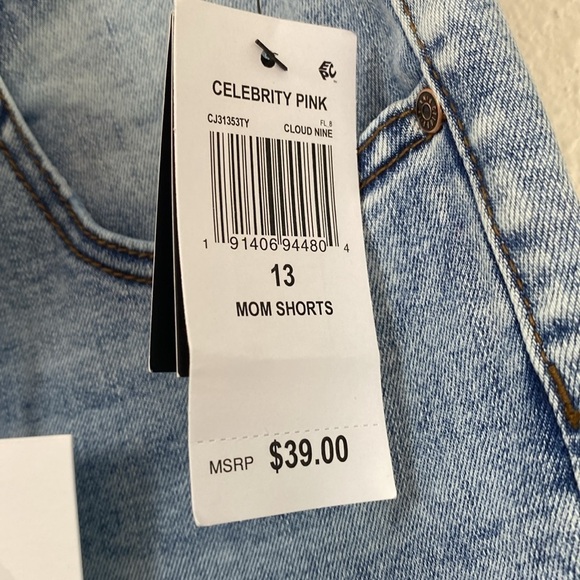 CELEBRITY PINK
CJ31353TY FL 8
CLOUD NINE
1 91406 94480 4
13
MOM SHORTS
MSRP $39.00